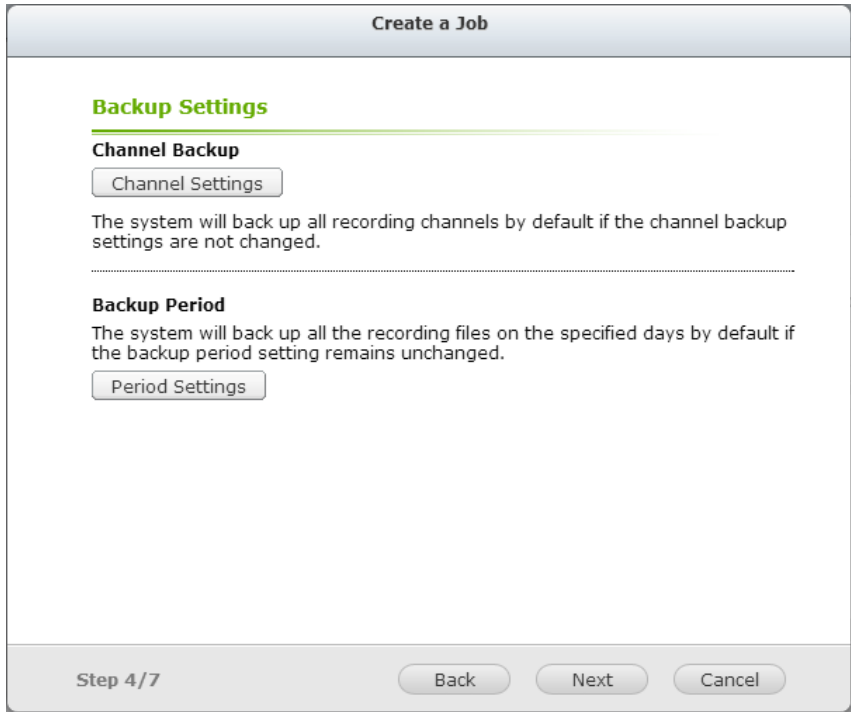 Create a Job
Backup Settings
Channel Backup
Channel Settings
The system will back up all recording channels by default if the channel backup
settings are not changed.
Backup Period
The system will back up all the recording files on the specified days by default if
the backup period setting remains unchanged.
Period Settings
Step 4/7
Back
Next
Cancel